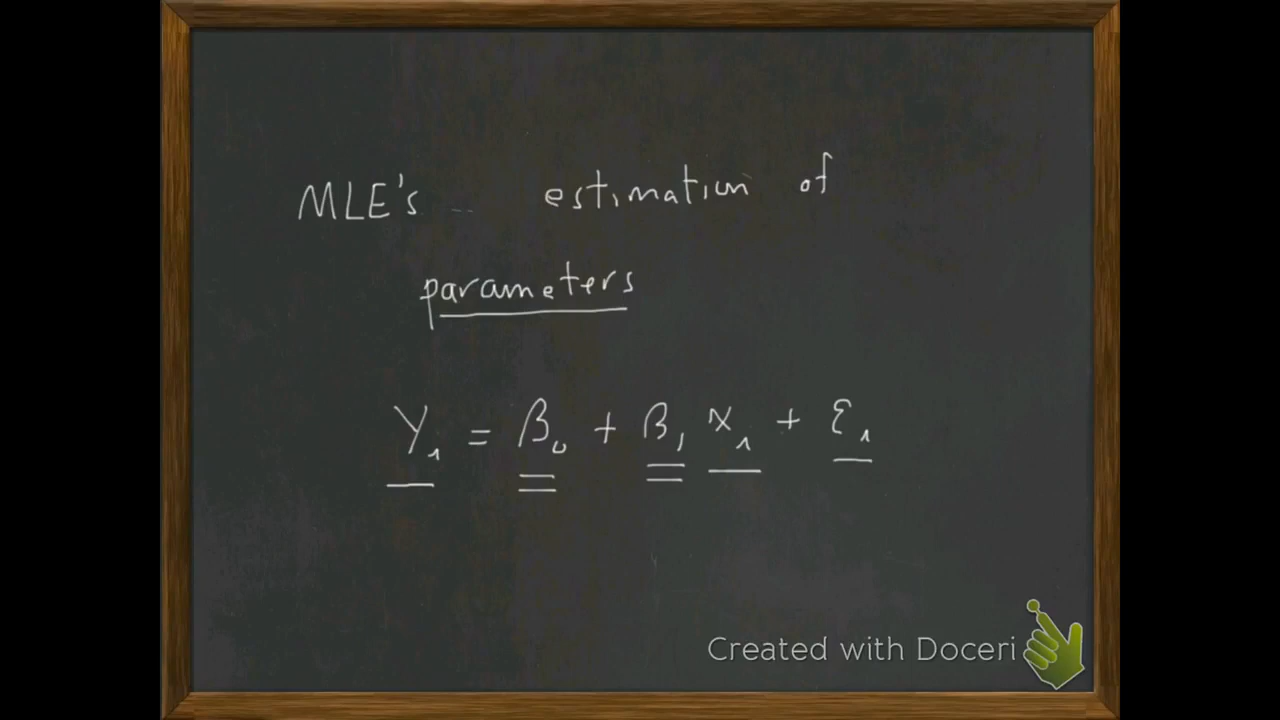 MLE's estimation of
parameters
Y₁ = β₀ + β₁ x₁ + ε₁
Created with Doceri